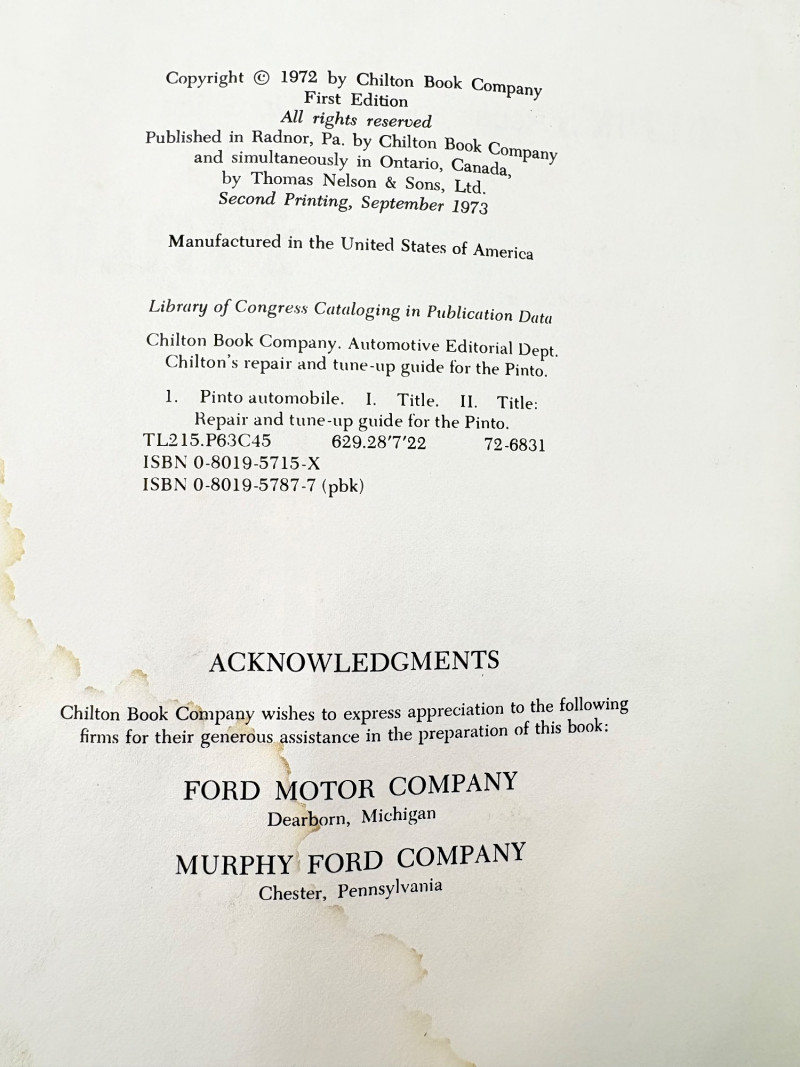 Copyright © 1972 by Chilton Book Company
First Edition
All rights reserved
Published in Radnor, Pa. by Chilton Book Company
and simultaneously in Ontario, Canada,
by Thomas Nelson & Sons, Ltd.
Second Printing, September 1973
Manufactured in the United States of America
Library of Congress Cataloging in Publication Data
Chilton Book Company. Automotive Editorial Dept.
Chilton's repair and tune-up guide for the Pinto.
1. Pinto automobile. I. Title. II. Title:
Repair and tune-up guide for the Pinto.
TL215.P63C45 629.28'7'22 72-6831
ISBN 0-8019-5715-X
ISBN 0-8019-5787-7 (pbk)
ACKNOWLEDGMENTS
Chilton Book Company wishes to express appreciation to the following
firms for their generous assistance in the preparation of this book:
FORD MOTOR COMPANY
Dearborn, Michigan
MURPHY FORD COMPANY
Chester, Pennsylvania